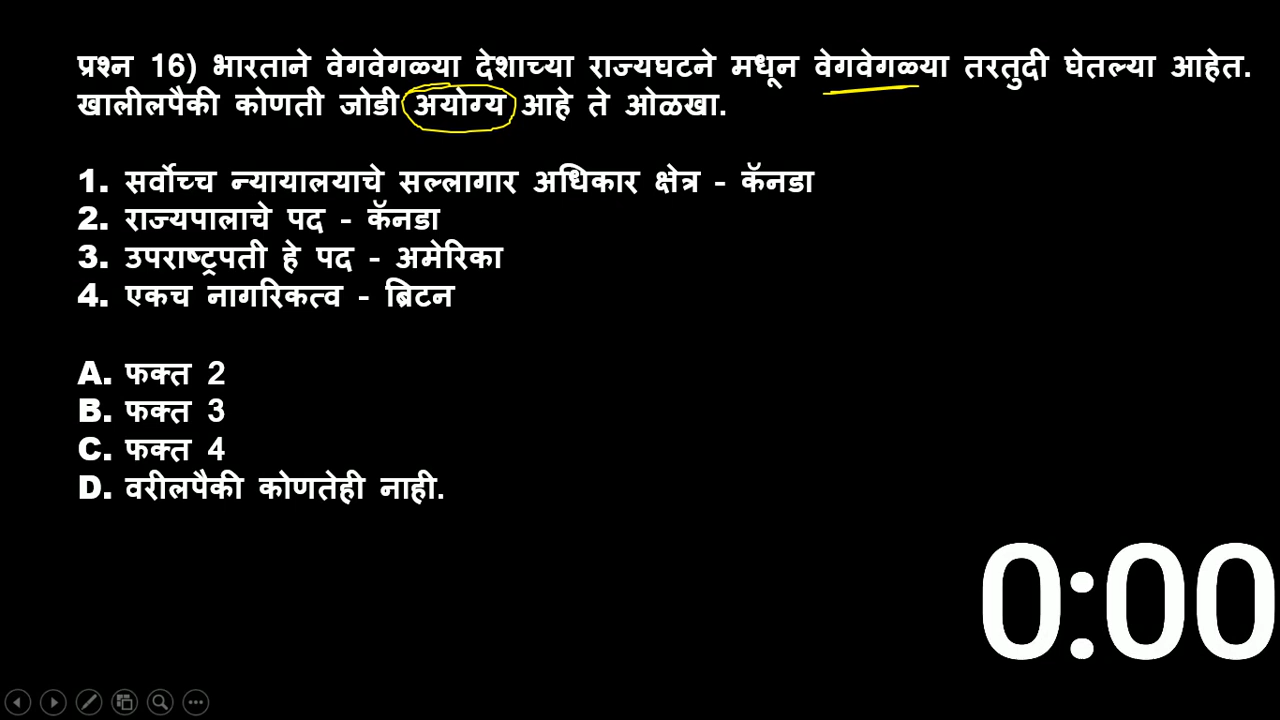 प्रश्न 16) भारताने वेगवेगळ्या देशाच्या राज्यघटने मधून वेगवेगळ्या तरतुदी घेतल्या आहेत.
खालीलपैकी कोणती जोडी अयोग्य आहे ते ओळखा.
1. सर्वोच्च न्यायालयाचे सल्लागार अधिकार क्षेत्र - कॅनडा
2. राज्यपालाचे पद - कॅनडा
3. उपराष्ट्रपती हे पद - अमेरिका
4. एकच नागरिकत्व - ब्रिटन
A. फक्त 2
B. फक्त 3
C. फक्त 4
D. वरीलपैकी कोणतेही नाही.
0:00